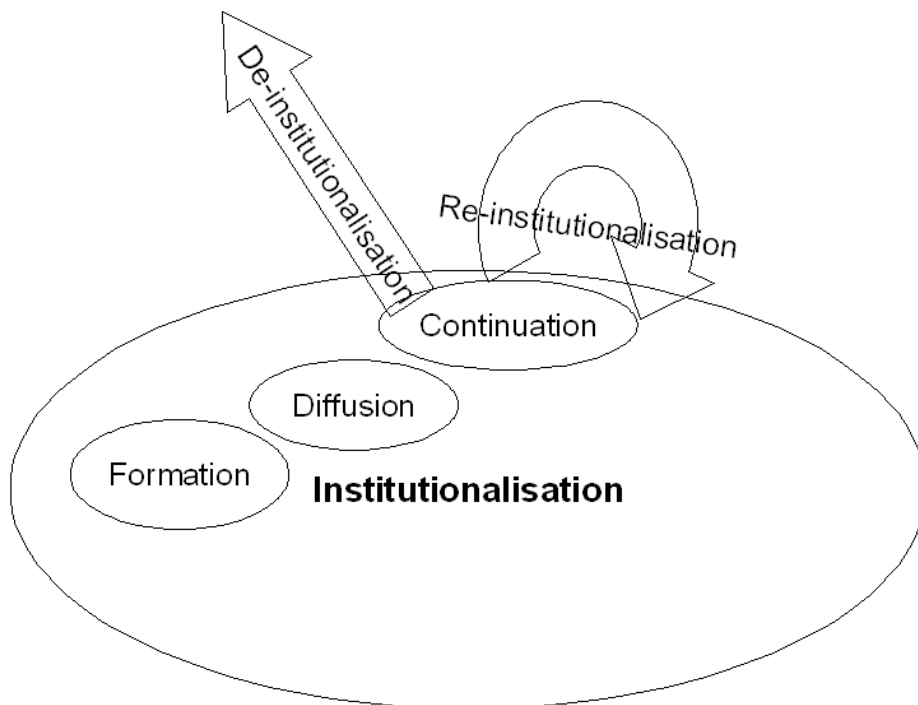 De-institutionalisation
Re-institutionalisation
Continuation
Diffusion
Formation
Institutionalisation